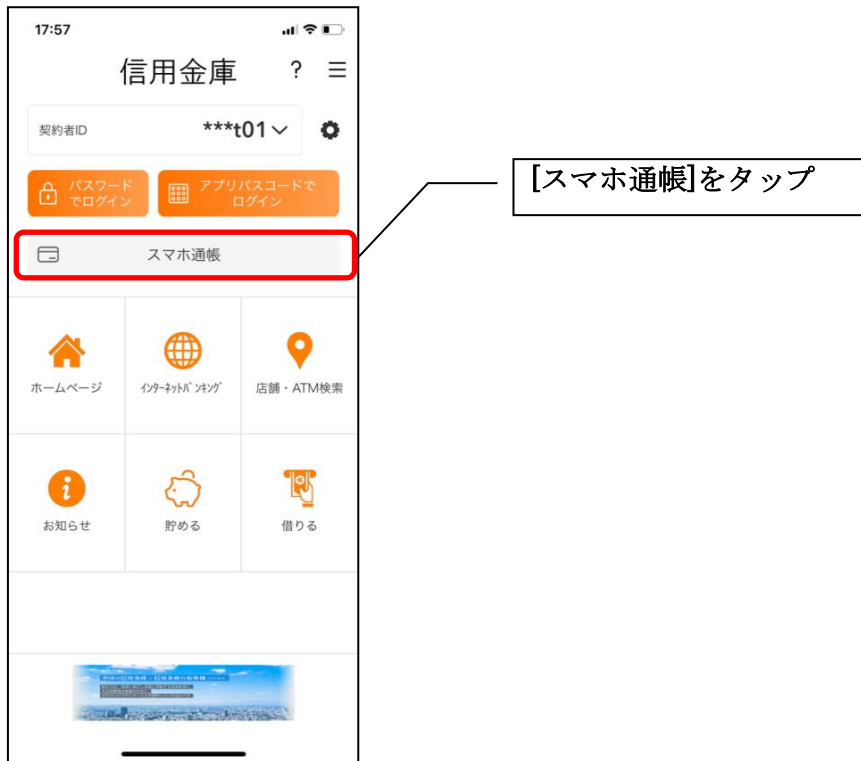 17:57
信用金庫 ? ☰
契約者ID ***t01
パスワード
でログイン
アプリパスコードで
ログイン
スマホ通帳
[スマホ通帳]をタップ
ホームページ
ｲﾝﾀｰﾈｯﾄﾊﾞﾝｷﾝｸﾞ
店舗・ATM検索
お知らせ
貯める
借りる